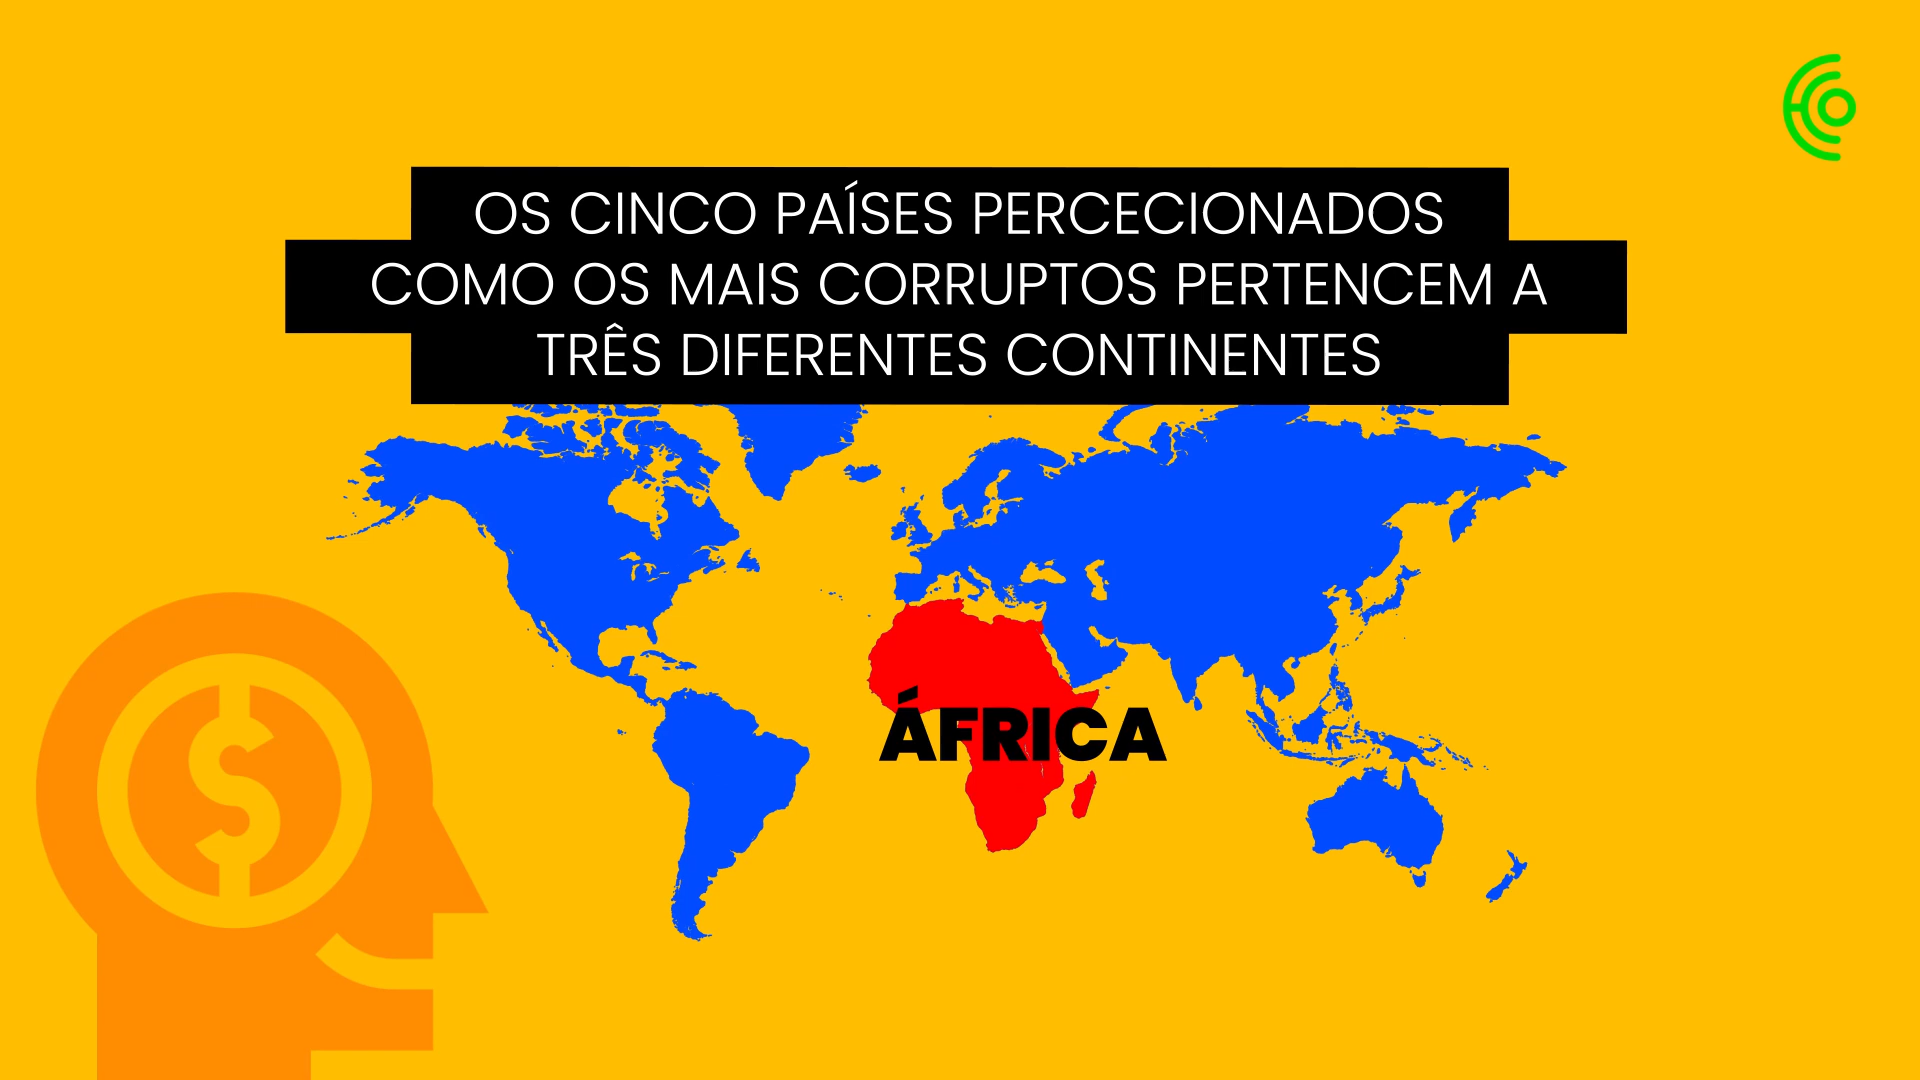 OS CINCO PAÍSES PERCECIONADOS
COMO OS MAIS CORRUPTOS PERTENCEM A
TRÊS DIFERENTES CONTINENTES
ÁFRICA